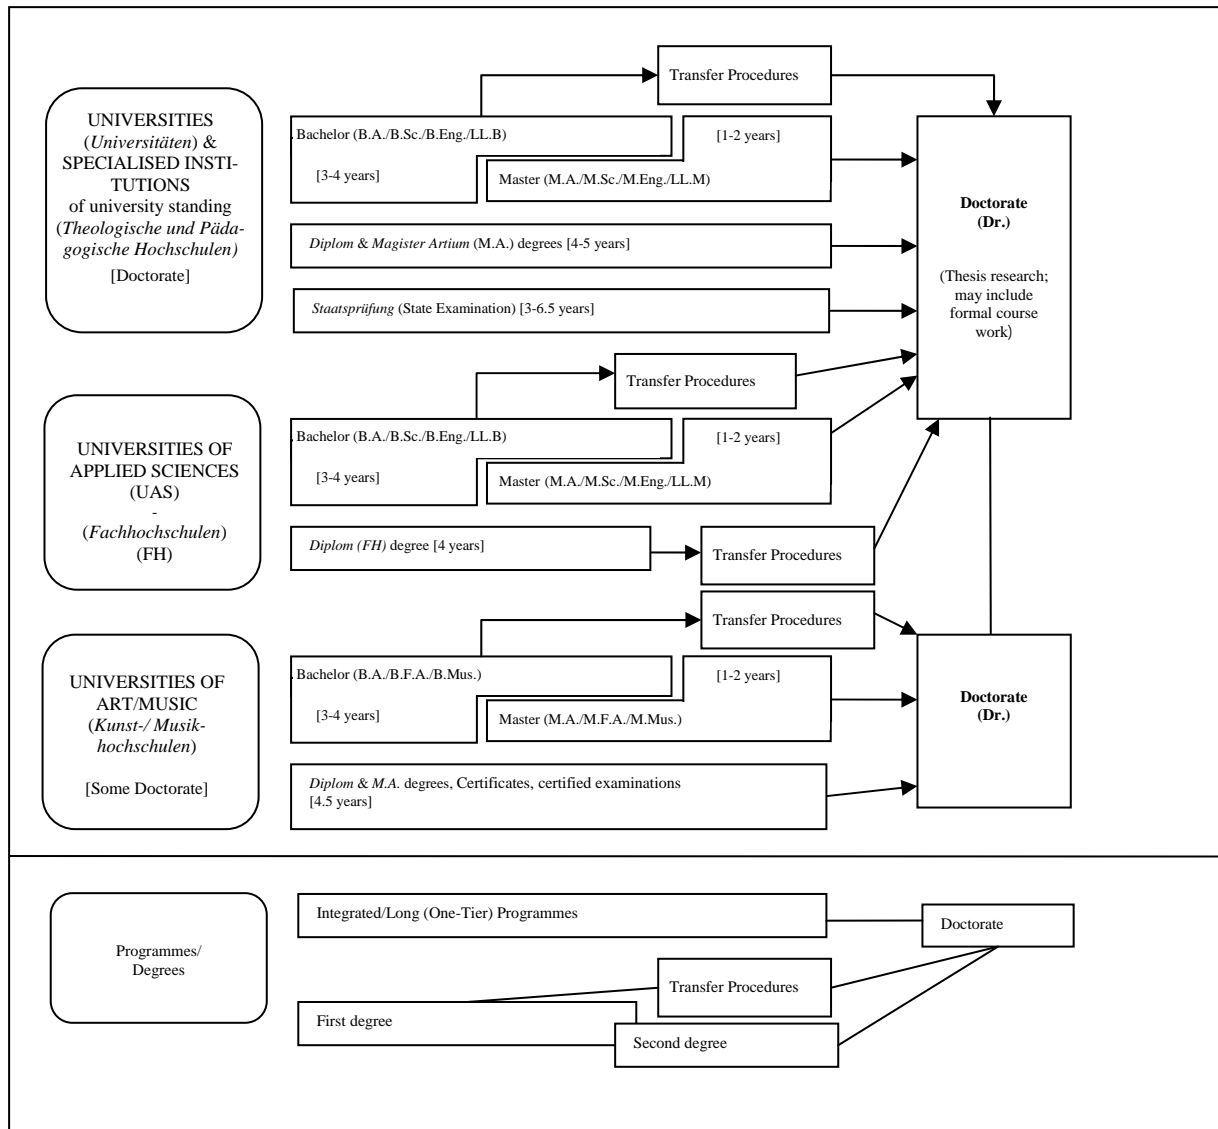 Transfer Procedures
UNIVERSITIES
(Universitäten) &
SPECIALISED INSTI-
TUTIONS
of university standing
(Theologische und Päda-
gogische Hochschulen)
[Doctorate]
. Bachelor (B.A./B.Sc./B.Eng./LL.B)
[3-4 years]
[1-2 years]
Master (M.A./M.Sc./M.Eng./LL.M)
Diplom & Magister Artium (M.A.) degrees [4-5 years]
Staatsprüfung (State Examination) [3-6.5 years]
Doctorate
(Dr.)
(Thesis research;
may include
formal course
work)
Transfer Procedures
UNIVERSITIES OF
APPLIED SCIENCES
(UAS)
-
(Fachhochschulen)
(FH)
. Bachelor (B.A./B.Sc./B.Eng./LL.B)
[3-4 years]
[1-2 years]
Master (M.A./M.Sc./M.Eng./LL.M)
Diplom (FH) degree [4 years]
Transfer Procedures
Transfer Procedures
UNIVERSITIES OF
ART/MUSIC
(Kunst-/ Musik-
hochschulen)
[Some Doctorate]
. Bachelor (B.A./B.F.A./B.Mus.)
[3-4 years]
[1-2 years]
Master (M.A./M.F.A./M.Mus.)
Diplom & M.A. degrees, Certificates, certified examinations
[4.5 years]
Doctorate
(Dr.)
Programmes/
Degrees
Integrated/Long (One-Tier) Programmes
Doctorate
Transfer Procedures
First degree
Second degree